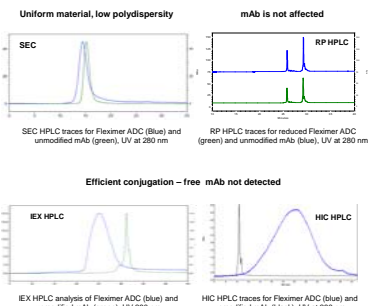 Uniform material, low polydispersity
mAb is not affected
SEC
RP HPLC
SEC HPLC traces for Fleximer ADC (Blue) and
unmodified mAb (green), UV at 280 nm
RP HPLC traces for reduced Fleximer ADC
(green) and unmodified mAb (blue), UV at 280 nm
Efficient conjugation – free mAb not detected
IEX HPLC
HIC HPLC
IEX HPLC analysis of Fleximer ADC (blue) and
HIC HPLC traces for Fleximer ADC (blue) and